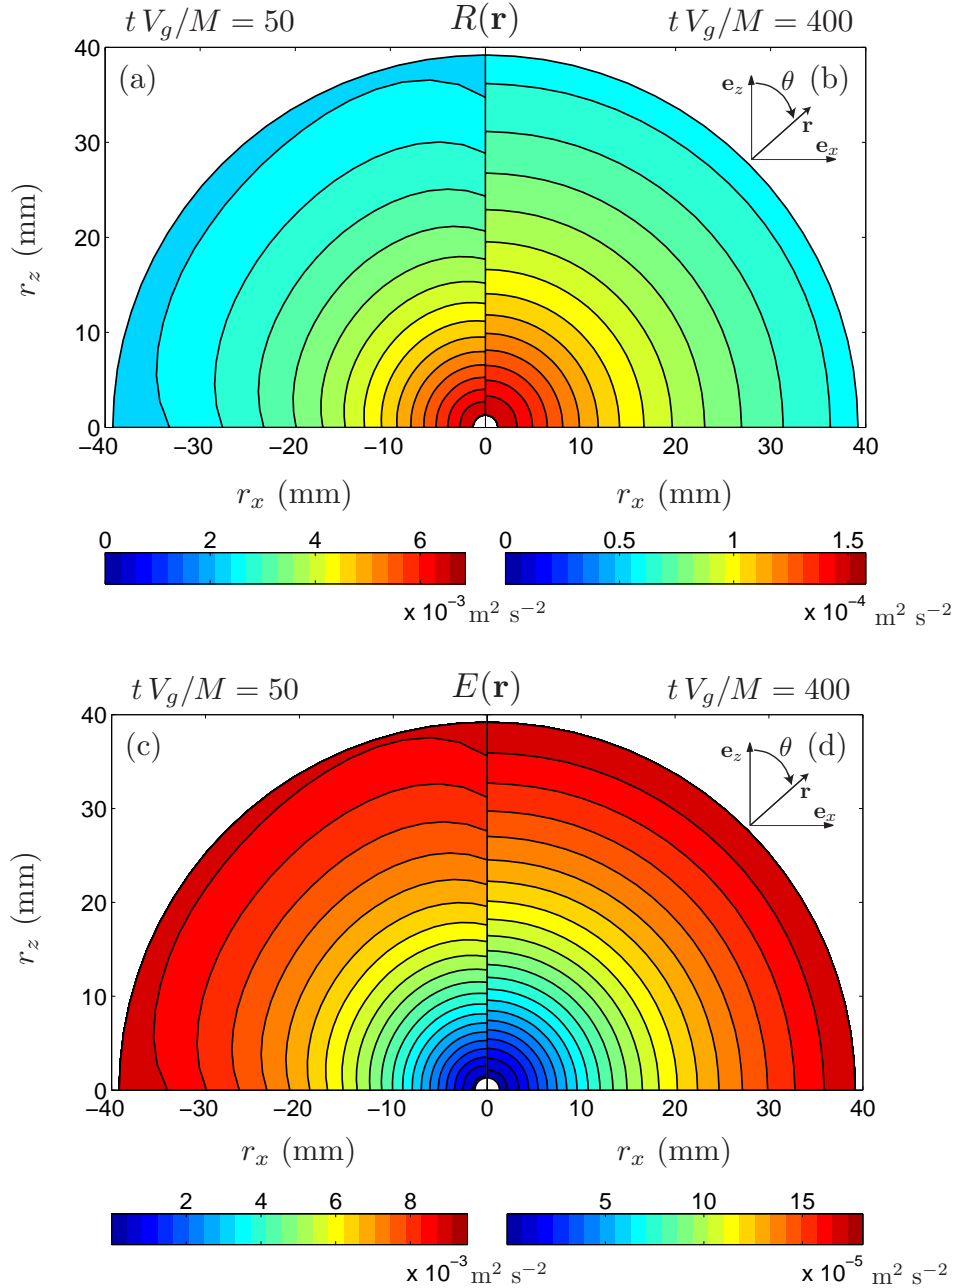 t V_g/M = 50 R(r) t V_g/M = 400
(a) (b)
e_z θ r e_x
40
30
20
10
0
r_z (mm)
−40 −30 −20 −10 0 10 20 30 40
r_x (mm) r_x (mm)
0 2 4 6 0 0.5 1 1.5
x 10⁻³ m² s⁻² x 10⁻⁴ m² s⁻²
t V_g/M = 50 E(r) t V_g/M = 400
(c) (d)
e_z θ r e_x
40
30
20
10
0
r_z (mm)
−40 −30 −20 −10 0 10 20 30 40
r_x (mm) r_x (mm)
2 4 6 8 5 10 15
x 10⁻³ m² s⁻² x 10⁻⁵ m² s⁻²